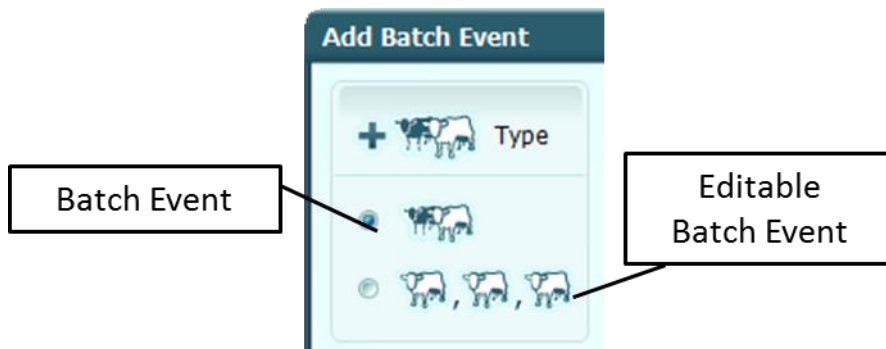 Add Batch Event
Type
Batch Event
Editable
Batch Event
, ,